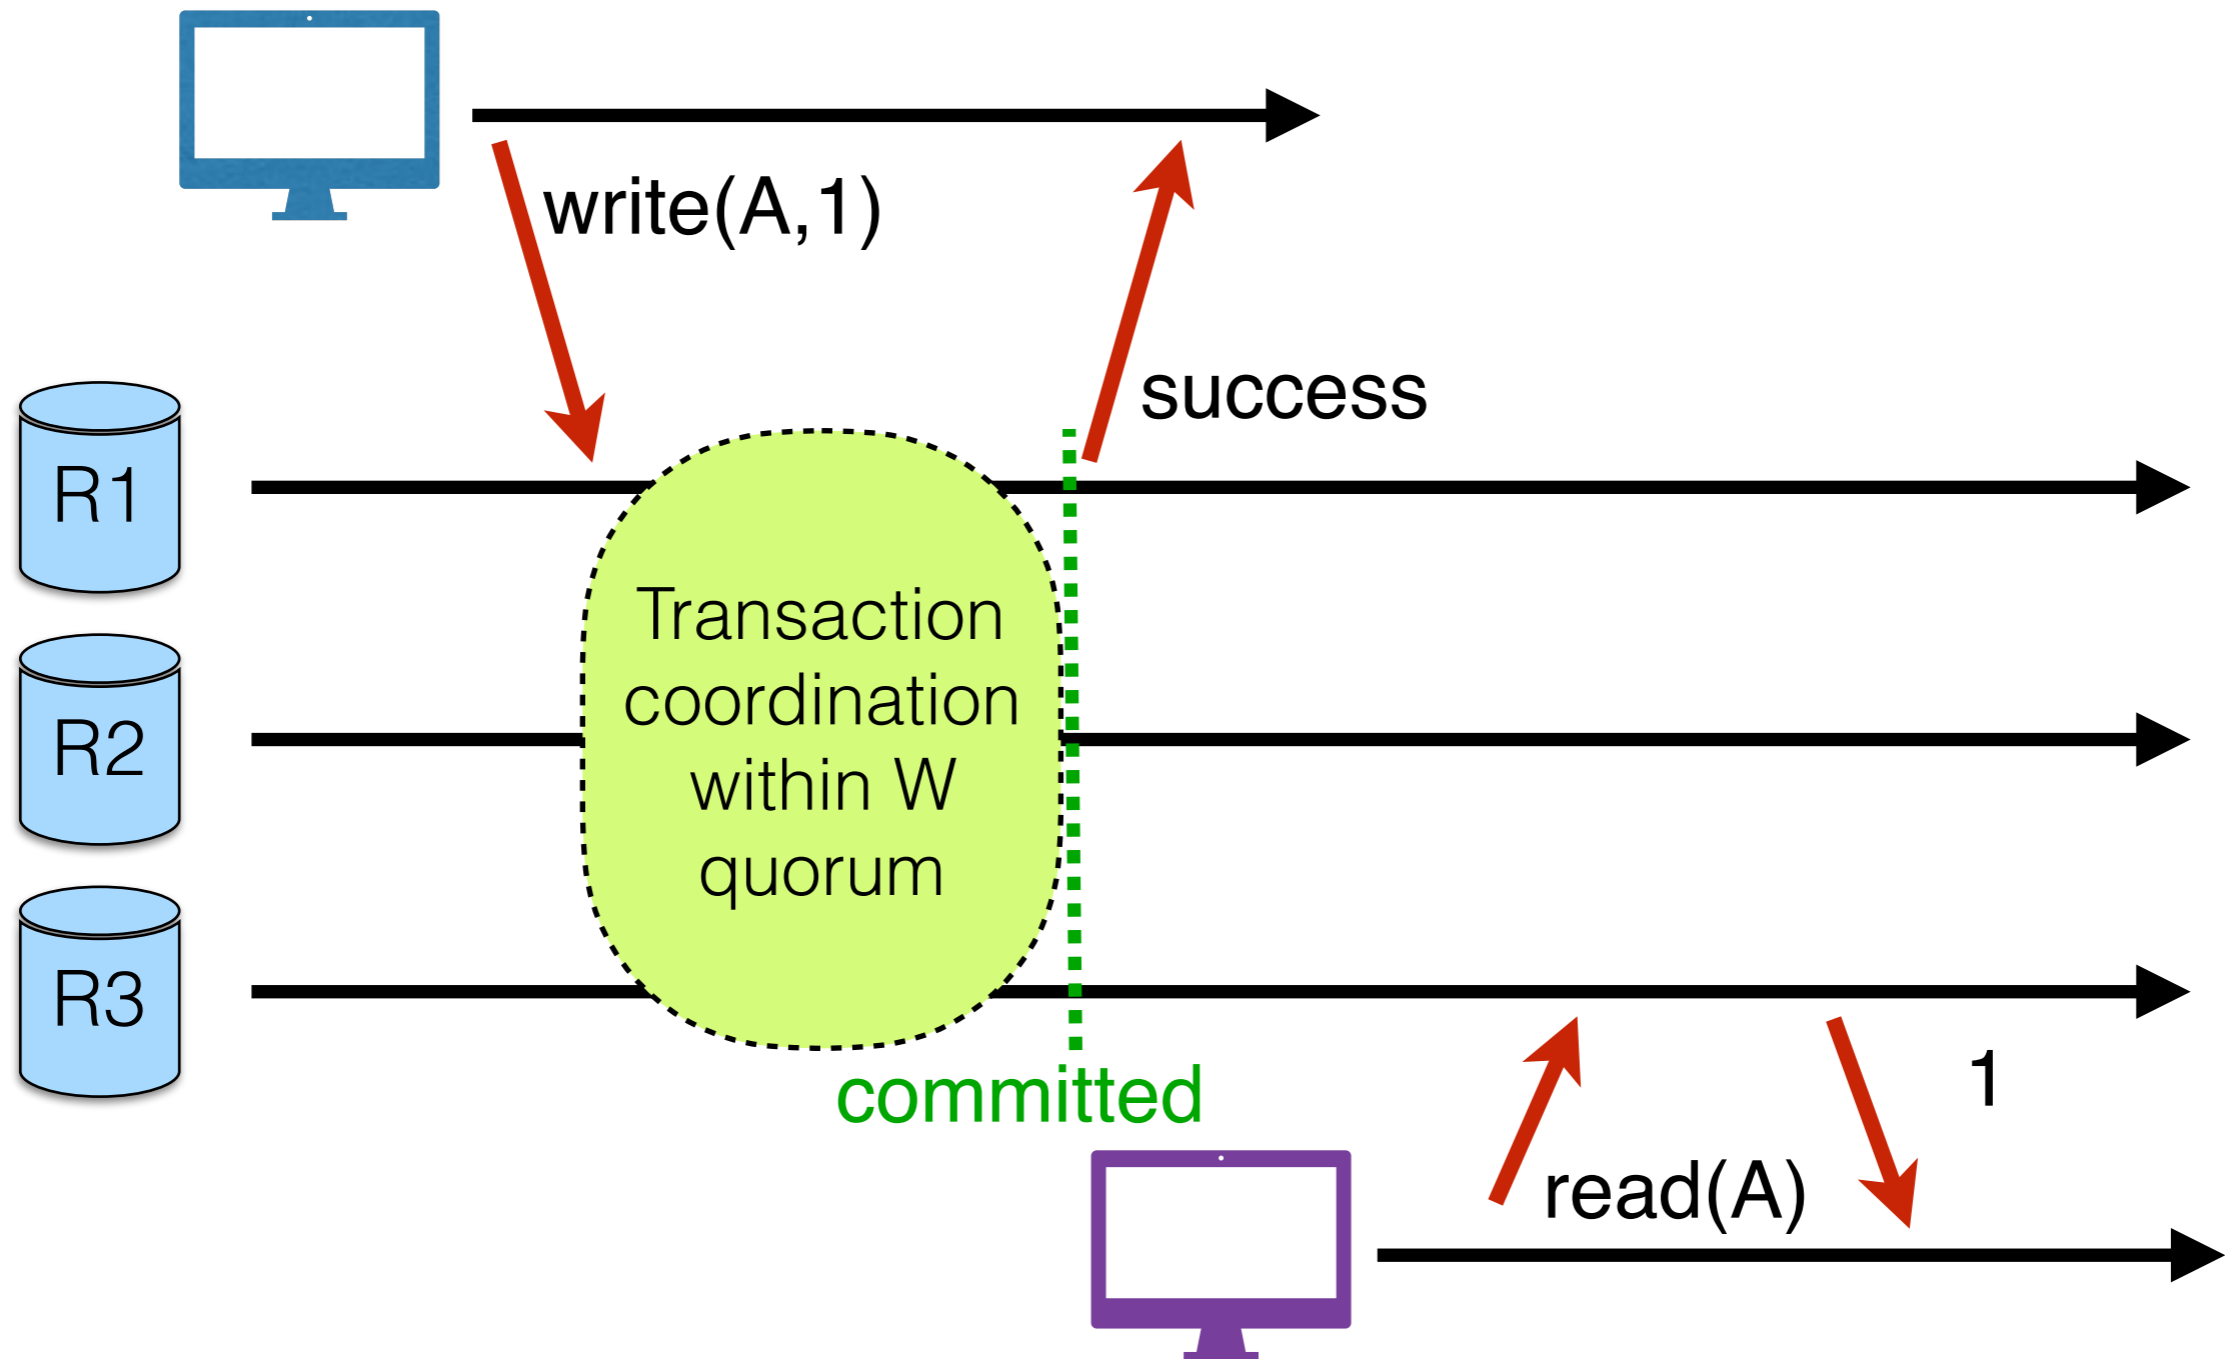 write(A,1)
success
R1
Transaction
coordination
within W
quorum
R2
R3
committed
1
read(A)